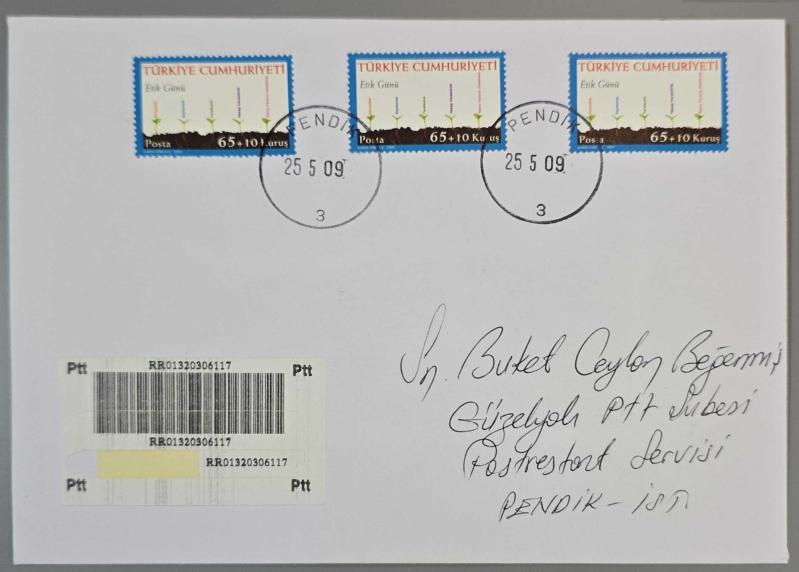 TÜRKİYE CUMHURİYETİ
Etik Günü
Posta 65+10 Kuruş
TÜRKİYE CUMHURİYETİ
Etik Günü
Posta 65+10 Kuruş
TÜRKİYE CUMHURİYETİ
Etik Günü
Posta 65+10 Kuruş
PENDİK
25 5 09
3
PENDİK
25 5 09
3
Ptt RR01320306117 Ptt
RR01320306117
RR01320306117
Ptt Ptt
Sn. Buket Ceylan Beğenmiş
Güzelyalı Ptt Şubesi
Postrestant Servisi
PENDİK - İST